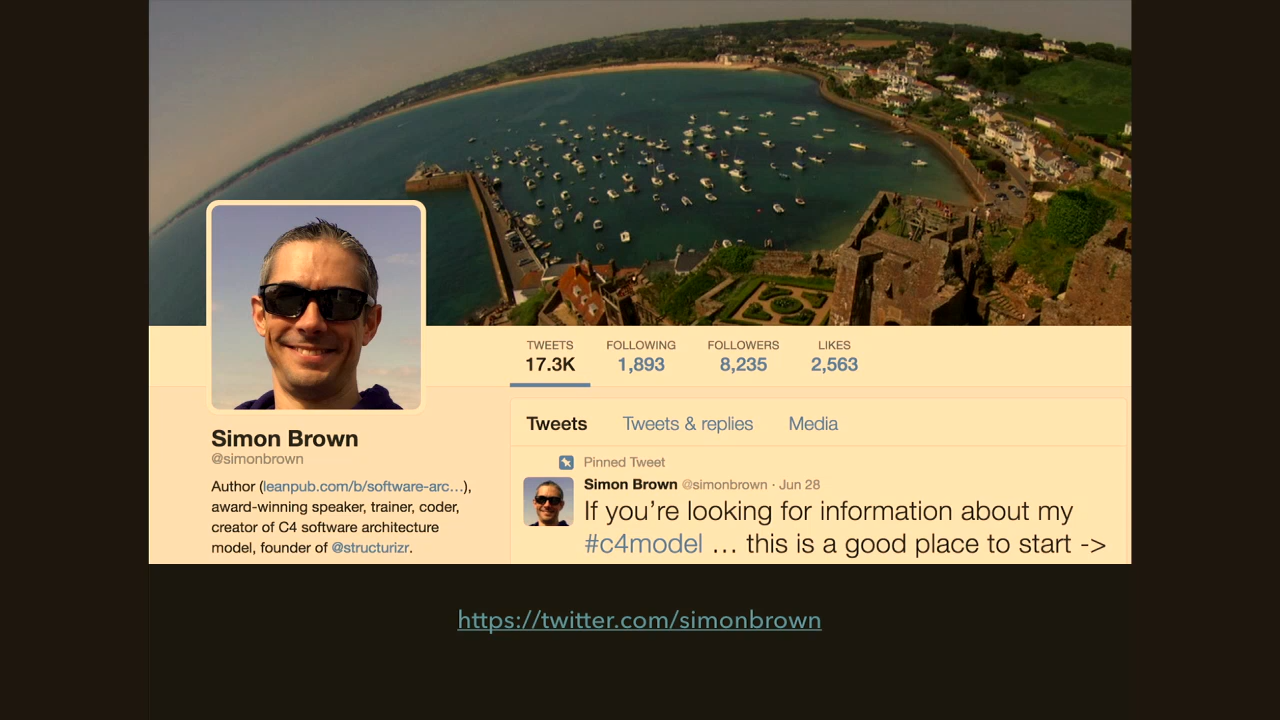 TWEETS FOLLOWING FOLLOWERS LIKES
17.3K 1,893 8,235 2,563
Simon Brown
@simonbrown
Author (leanpub.com/b/software-arc…),
award-winning speaker, trainer, coder,
creator of C4 software architecture
model, founder of @structurizr.
Tweets Tweets & replies Media
Pinned Tweet
Simon Brown @simonbrown · Jun 28
If you’re looking for information about my
#c4model … this is a good place to start ->
https://twitter.com/simonbrown